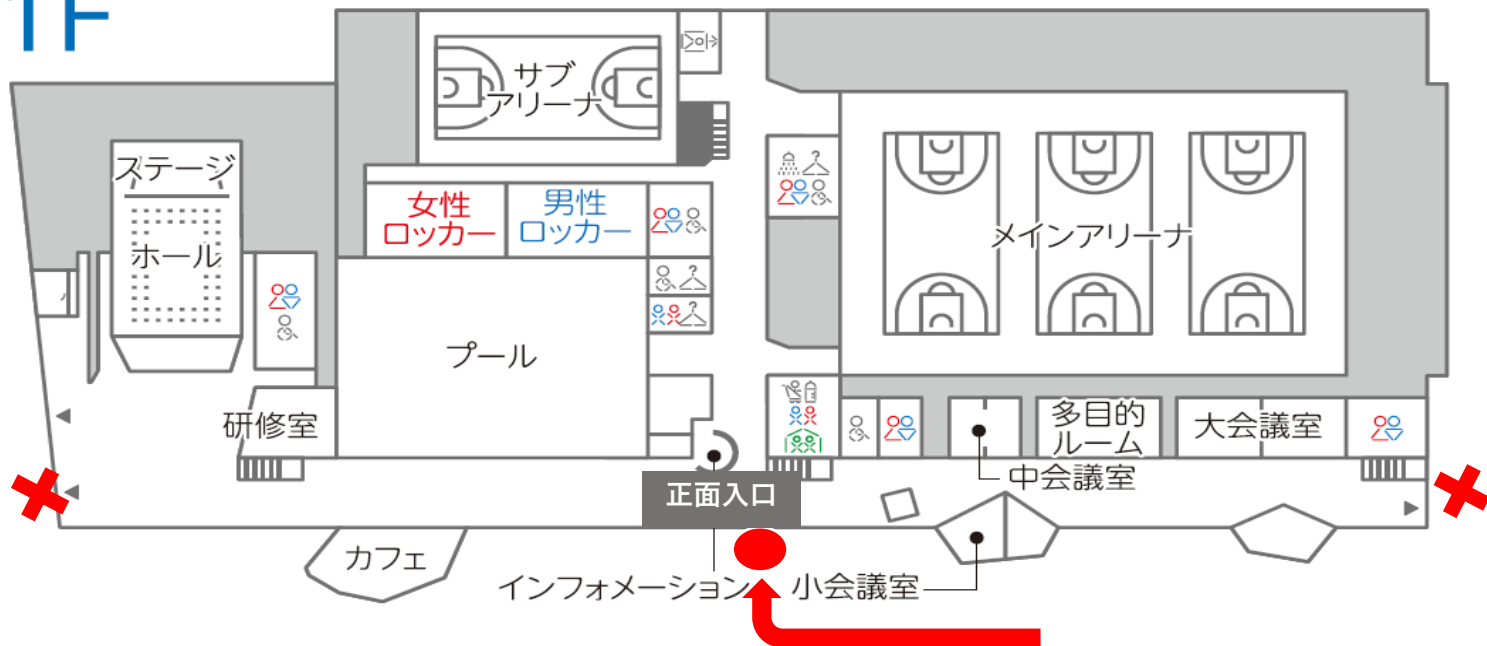 1F
サブ
アリーナ
ステージ
女性
ロッカー
男性
ロッカー
ホール
メインアリーナ
プール
研修室
多目的
ルーム
大会議室
中会議室
正面入口
カフェ
インフォメーション
小会議室